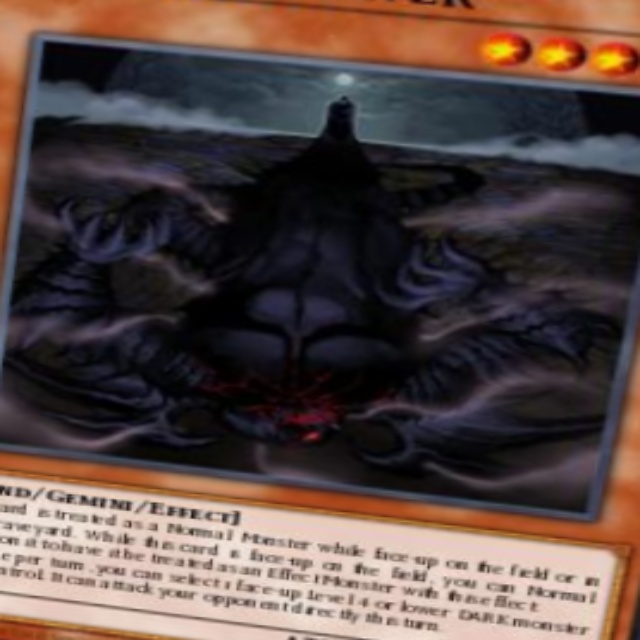 ND/GEMINI/EFFECT]
ard is treated as a Normal Monster while face-up on the field or in
raveyard. While this card is face-up on the field, you can Normal
on it to have it be treated as an Effect Monster with this effect.
e per turn, you can select 1 face-up Level 4 or lower DARK monster
ntrol. It can attack your opponent directly this turn.